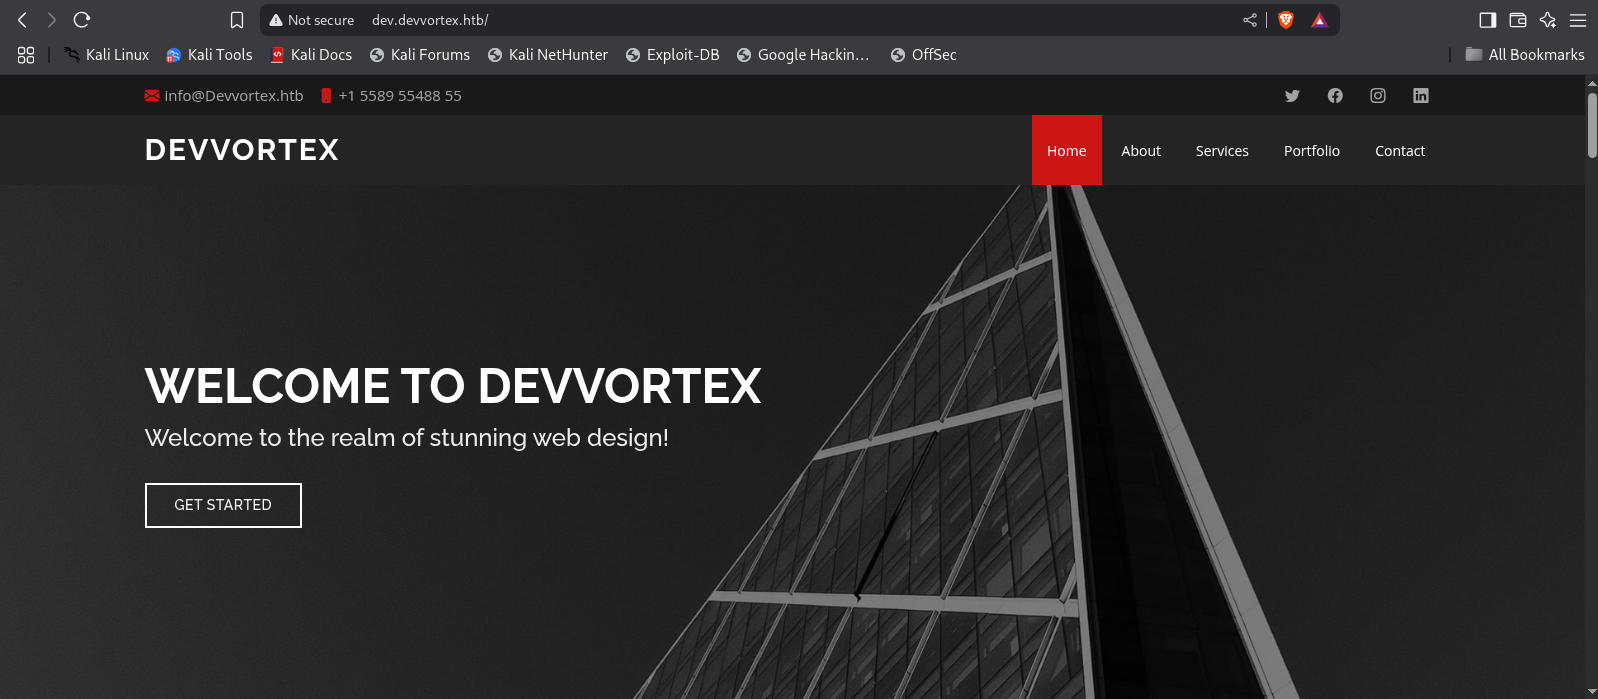 Not secure dev.devvortex.htb/
Kali Linux Kali Tools Kali Docs Kali Forums Kali NetHunter Exploit-DB Google Hackin... OffSec All Bookmarks
info@Devvortex.htb +1 5589 55488 55
DEVVORTEX Home About Services Portfolio Contact
WELCOME TO DEVVORTEX
Welcome to the realm of stunning web design!
GET STARTED